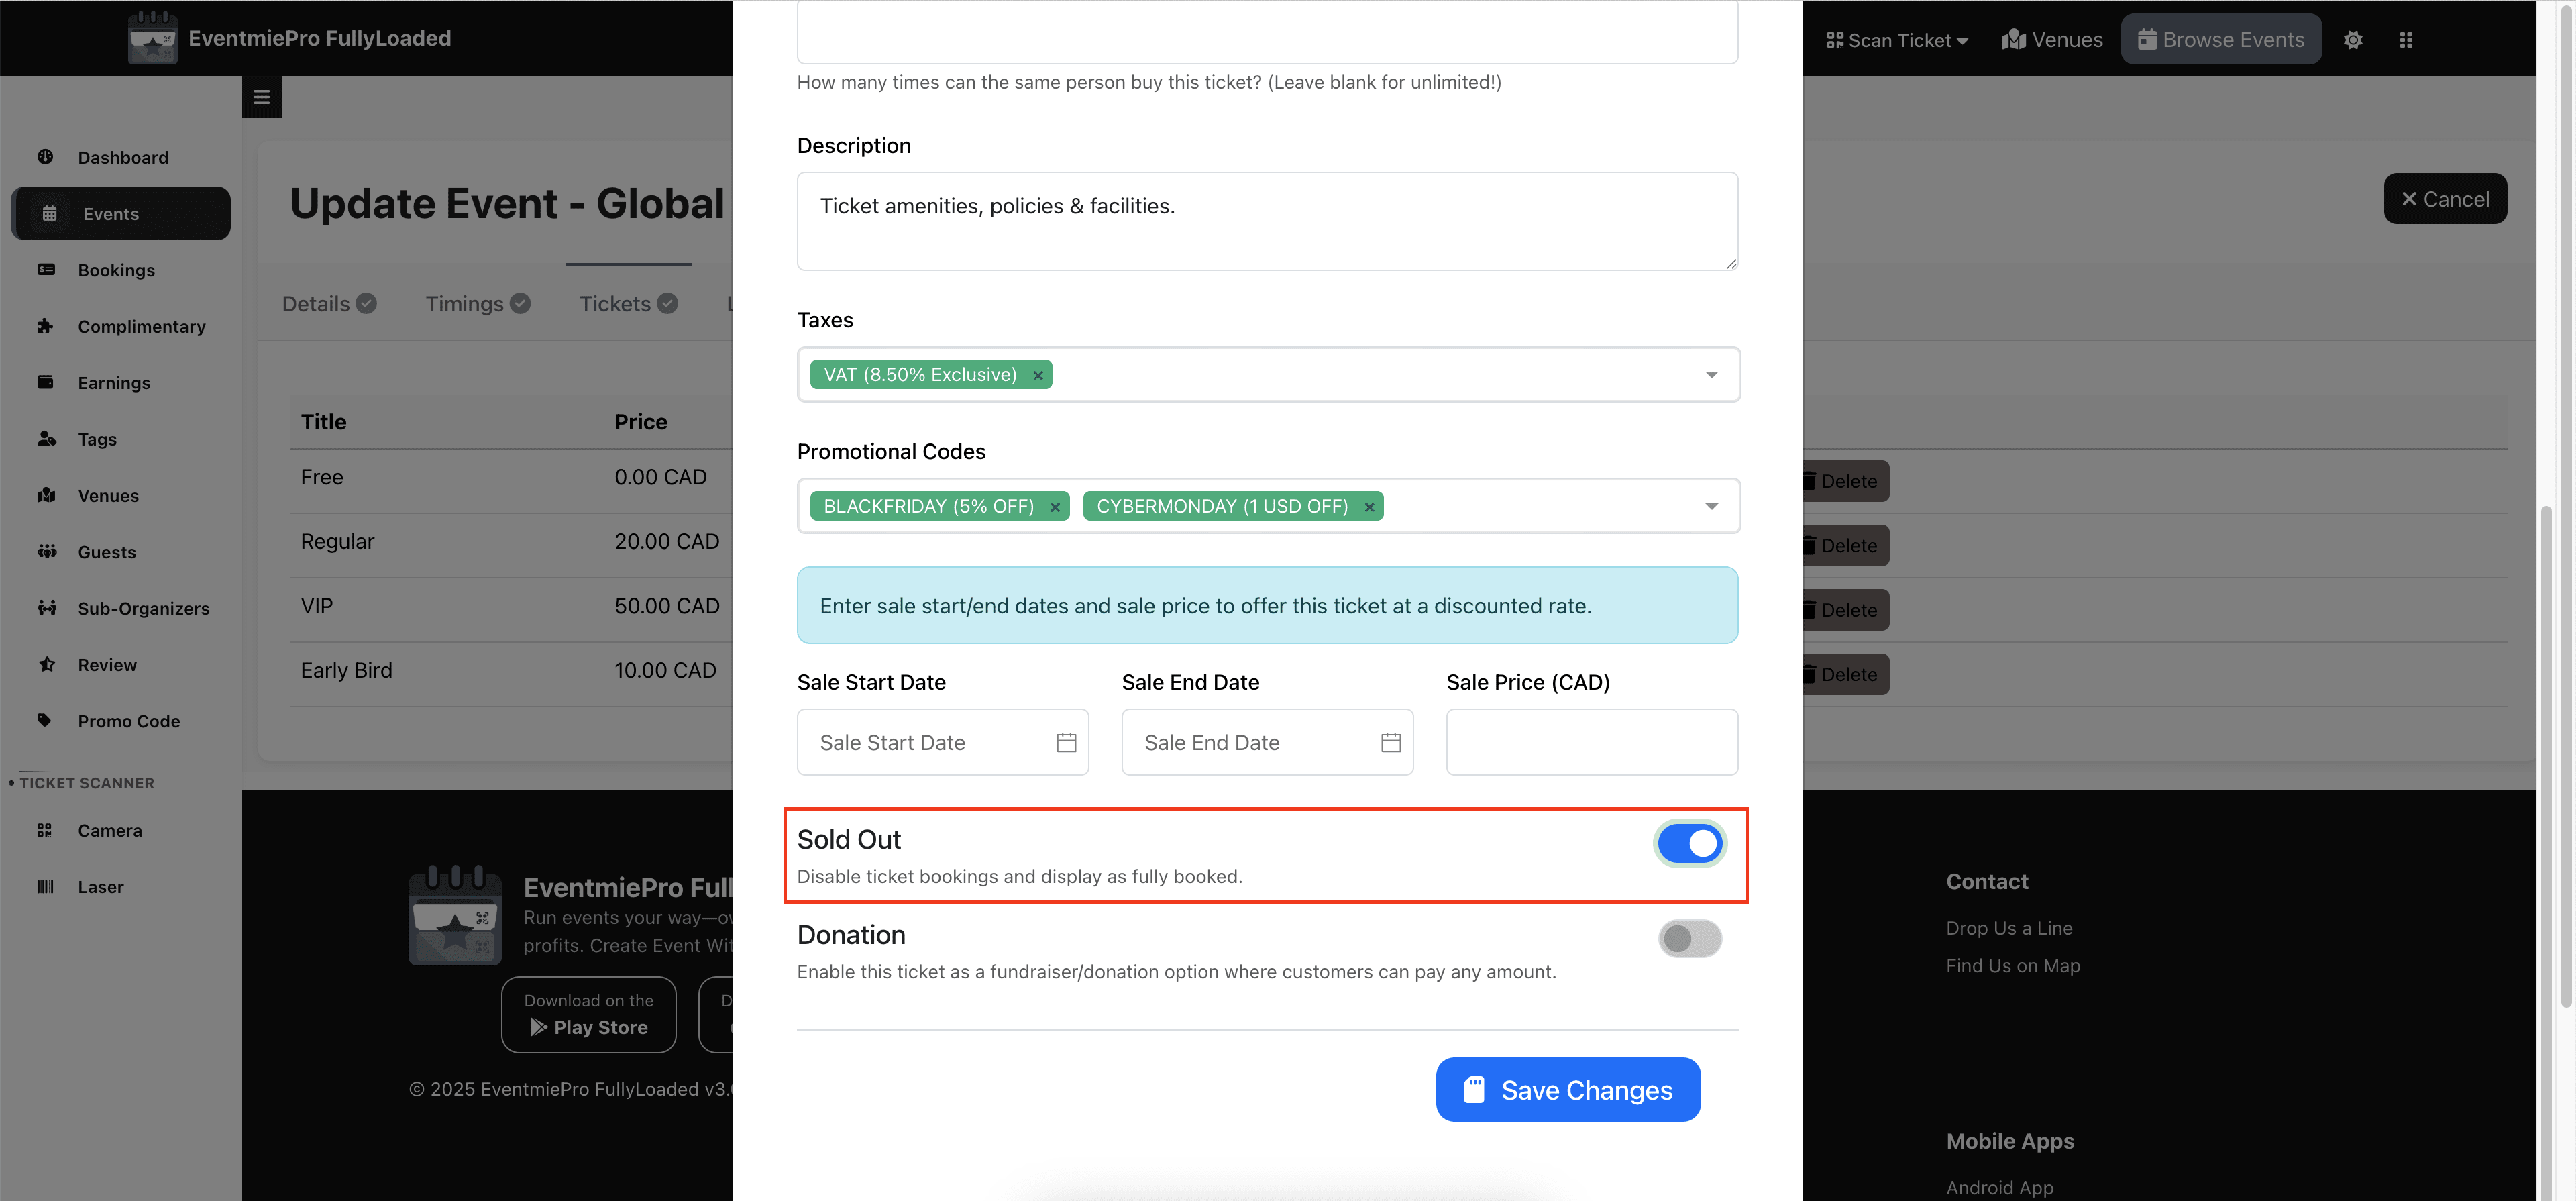 EventmiePro FullyLoaded
Scan Ticket
Venues
Browse Events
Dashboard
Events
Bookings
Complimentary
Earnings
Tags
Venues
Guests
Sub-Organizers
Review
Promo Code
TICKET SCANNER
Camera
Laser
Update Event - Global
Cancel
Details
Timings
Tickets
Title Price
Free 0.00 CAD
Regular 20.00 CAD
VIP 50.00 CAD
Early Bird 10.00 CAD
Delete
Delete
Delete
Delete
How many times can the same person buy this ticket? (Leave blank for unlimited!)
Description
Ticket amenities, policies & facilities.
Taxes
VAT (8.50% Exclusive) ×
Promotional Codes
BLACKFRIDAY (5% OFF) × CYBERMONDAY (1 USD OFF) ×
Enter sale start/end dates and sale price to offer this ticket at a discounted rate.
Sale Start Date Sale End Date Sale Price (CAD)
Sale Start Date Sale End Date
Sold Out
Disable ticket bookings and display as fully booked.
Donation
Enable this ticket as a fundraiser/donation option where customers can pay any amount.
Save Changes
EventmiePro Full
Run events your way—ow
profits. Create Event Wit
Download on the
Play Store
D
© 2025 EventmiePro FullyLoaded v3.
Contact
Drop Us a Line
Find Us on Map
Mobile Apps
Android App